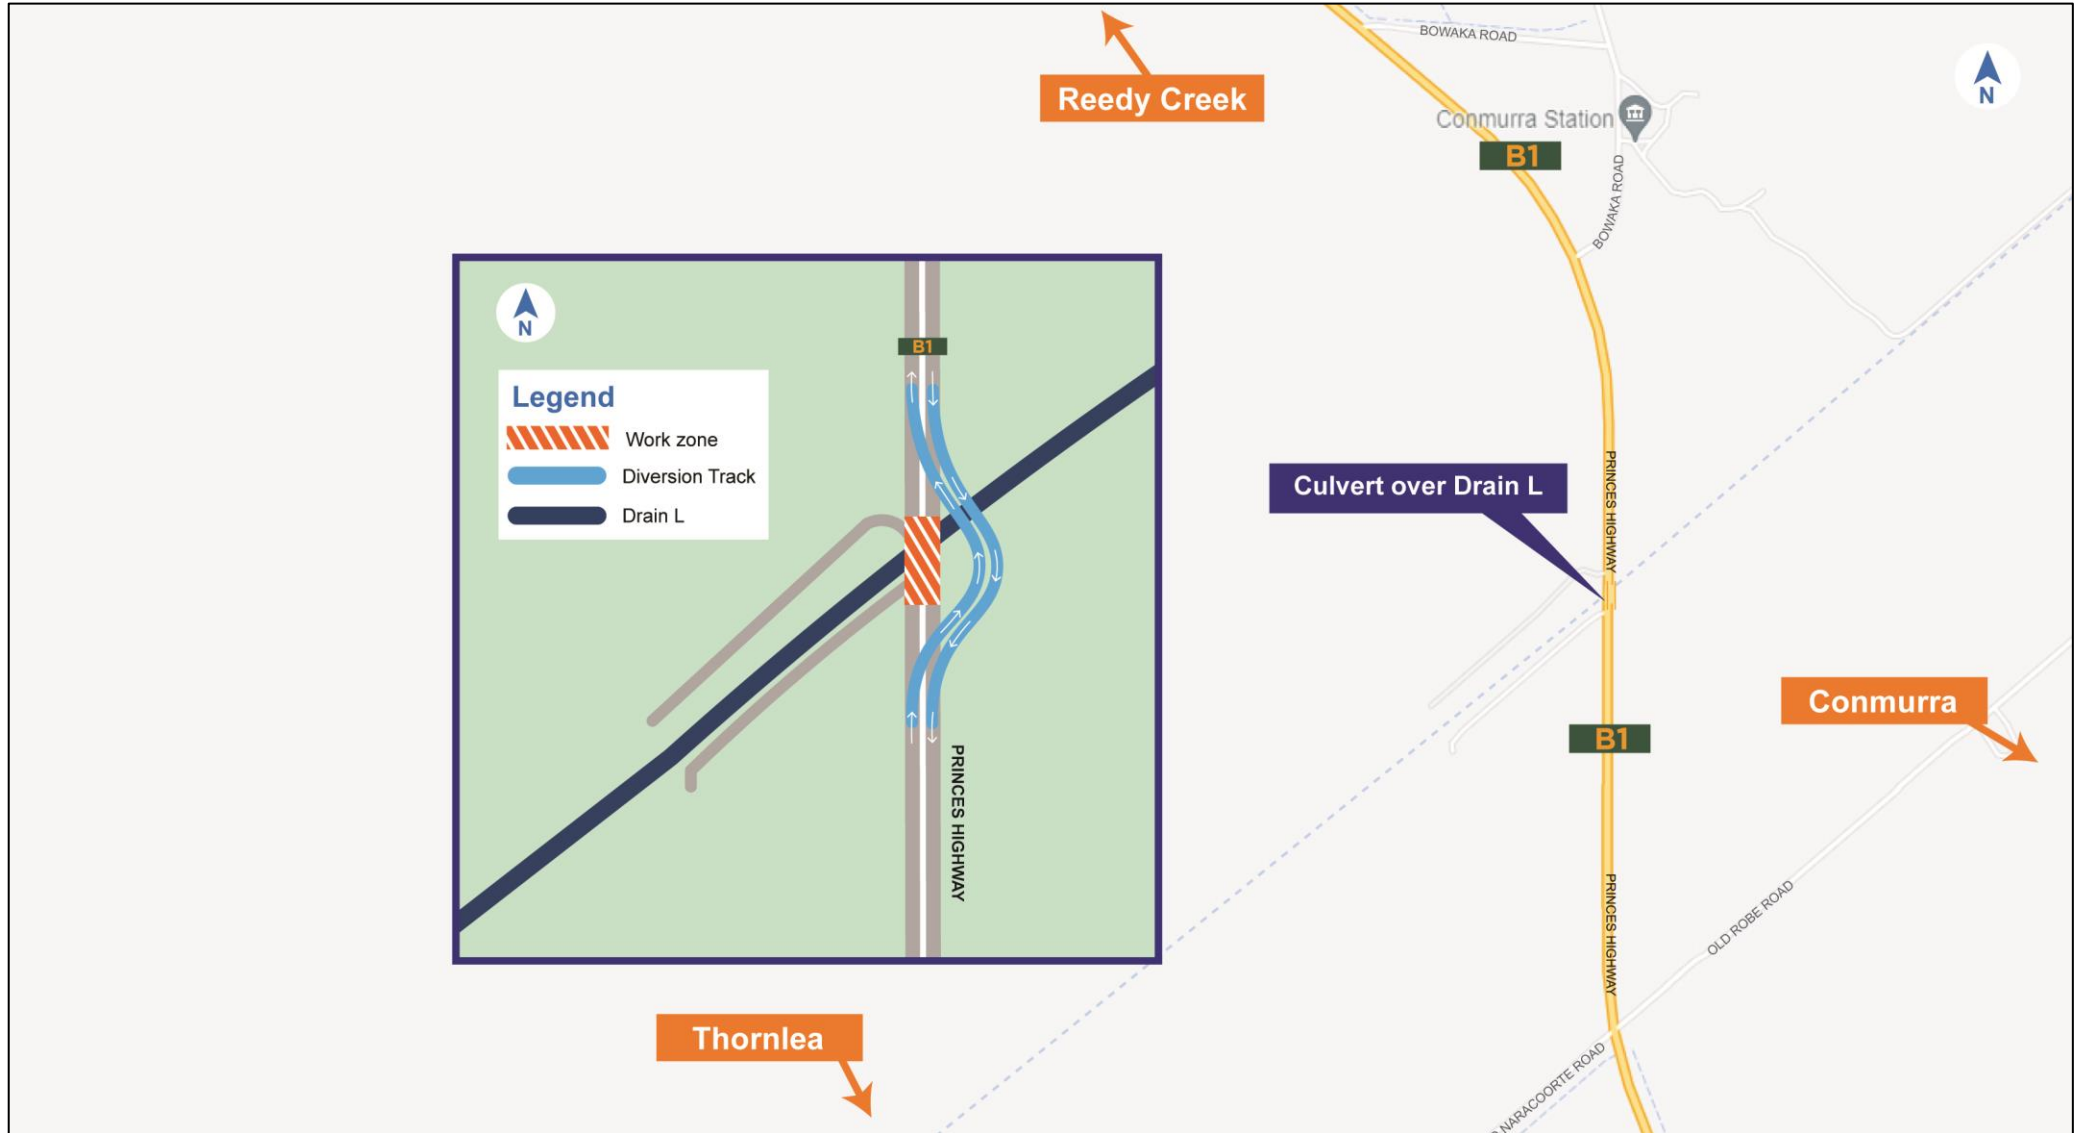 Reedy Creek
BOWAKA ROAD
N
Conmurra Station
B1
BOWAKA ROAD
N
B1
Legend
Work zone
Diversion Track
Drain L
PRINCES HIGHWAY
Culvert over Drain L
PRINCES HIGHWAY
Conmurra
B1
PRINCES HIGHWAY
OLD ROBE ROAD
NARACOORTE ROAD
Thornlea